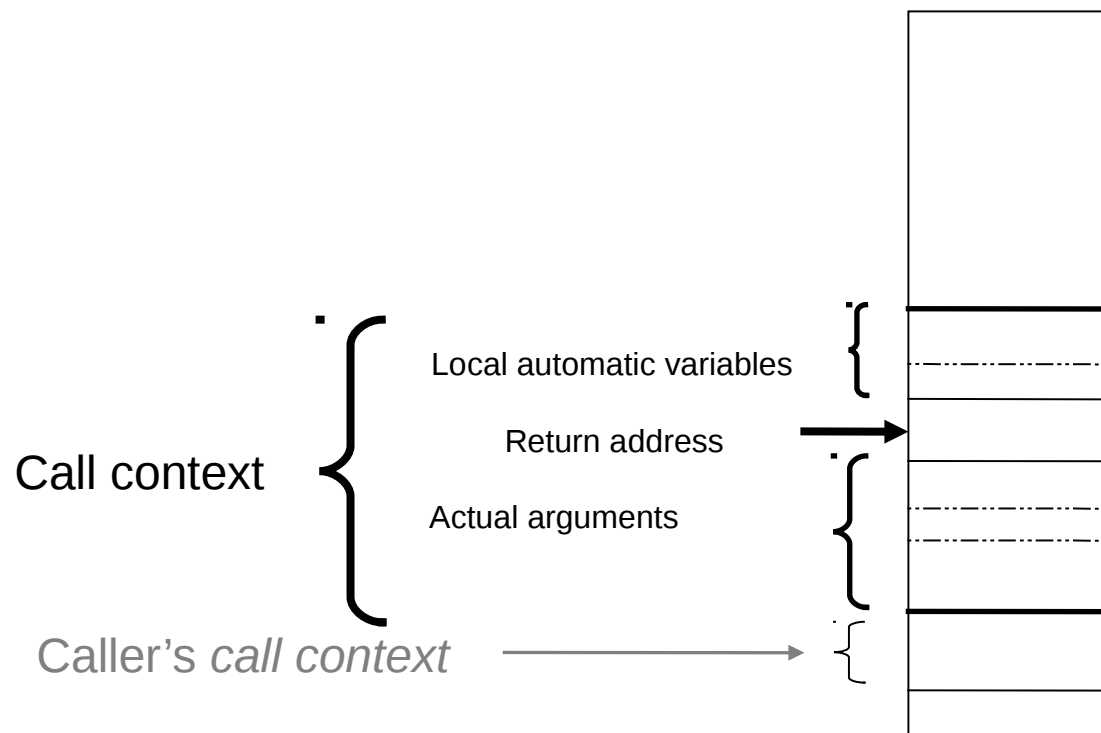 Local automatic variables
Return address
Call context
Actual arguments
Caller’s call context